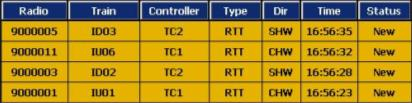 Radio Train Controller Type Dir Time Status
9000005 ID03 TC2 RTT SHW 16:56:35 New
9000011 IU06 TC1 RTT CHW 16:56:32 New
9000003 ID02 TC2 RTT SHW 16:56:28 New
9000001 IU01 TC1 RTT CHW 16:56:23 New